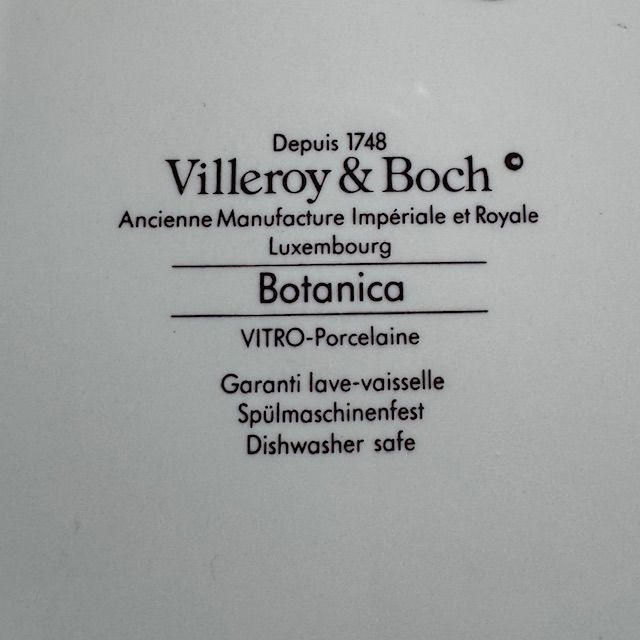 Depuis 1748
Villeroy & Boch ©
Ancienne Manufacture Impériale et Royale
Luxembourg
Botanica
VITRO-Porcelaine
Garanti lave-vaisselle
Spülmaschinenfest
Dishwasher safe